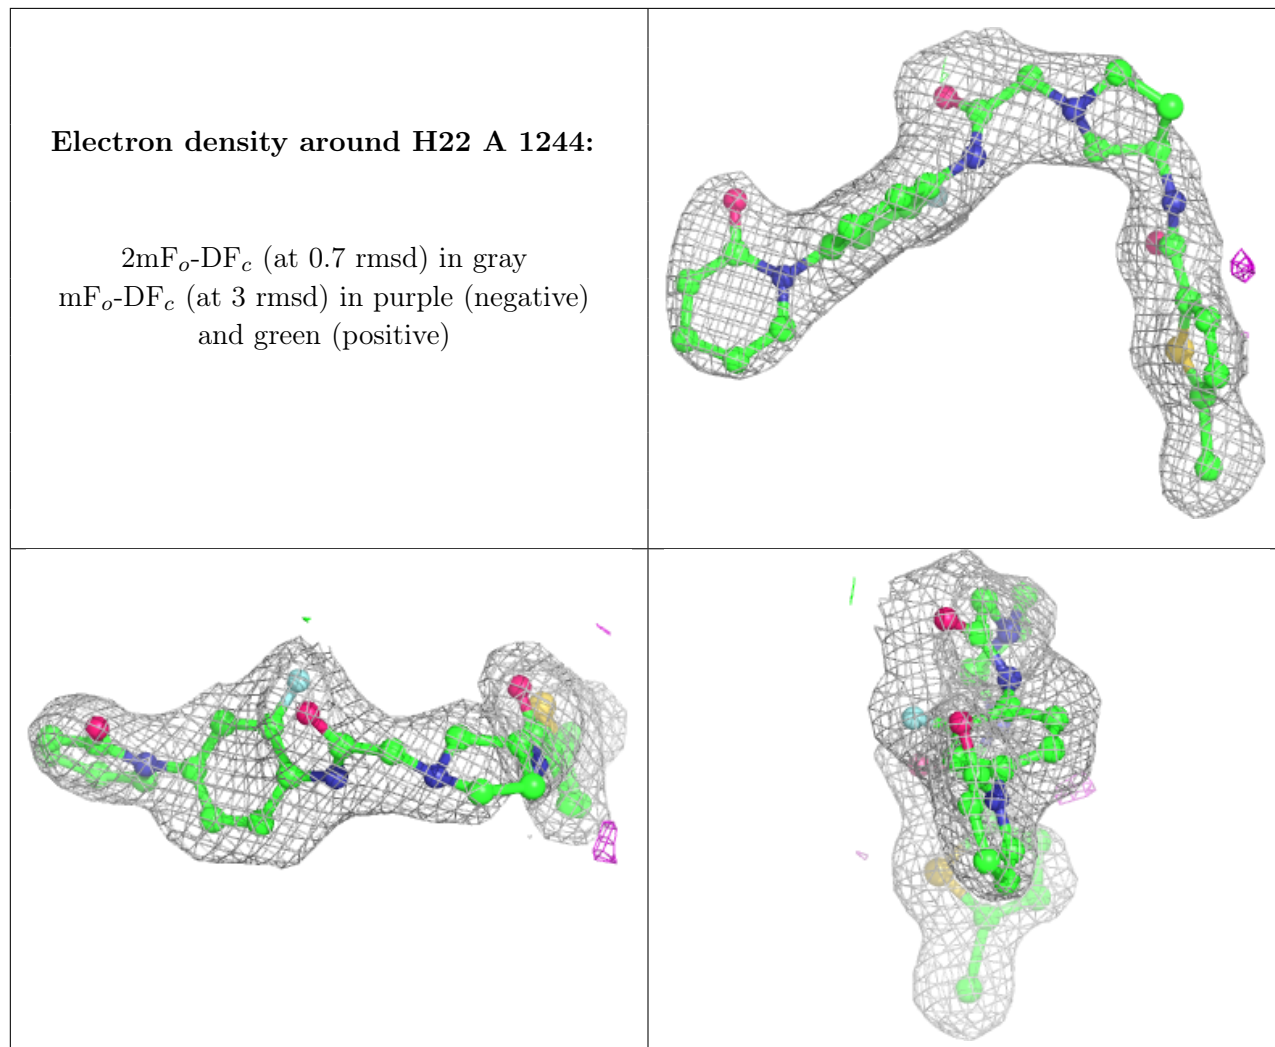 Electron density around H22 A 1244:
2mFo-DFc (at 0.7 rmsd) in gray
mFo-DFc (at 3 rmsd) in purple (negative)
and green (positive)